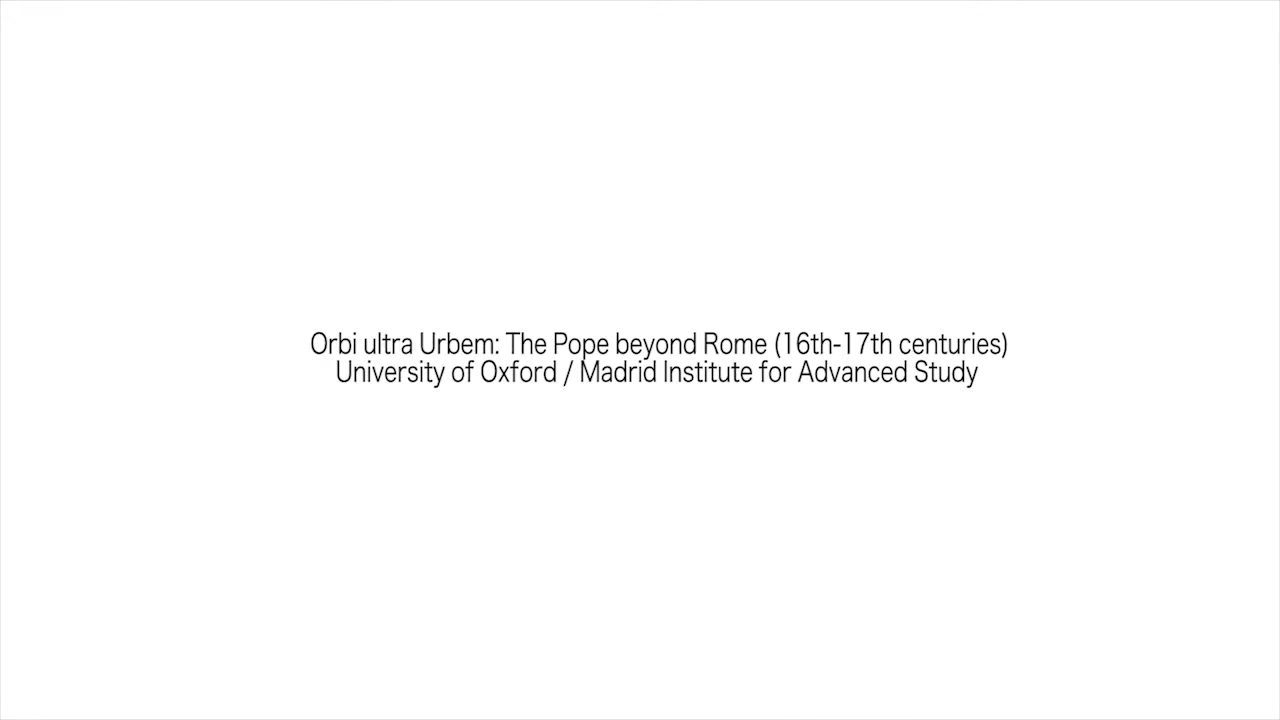 Orbi ultra Urbem: The Pope beyond Rome (16th-17th centuries)
University of Oxford / Madrid Institute for Advanced Study